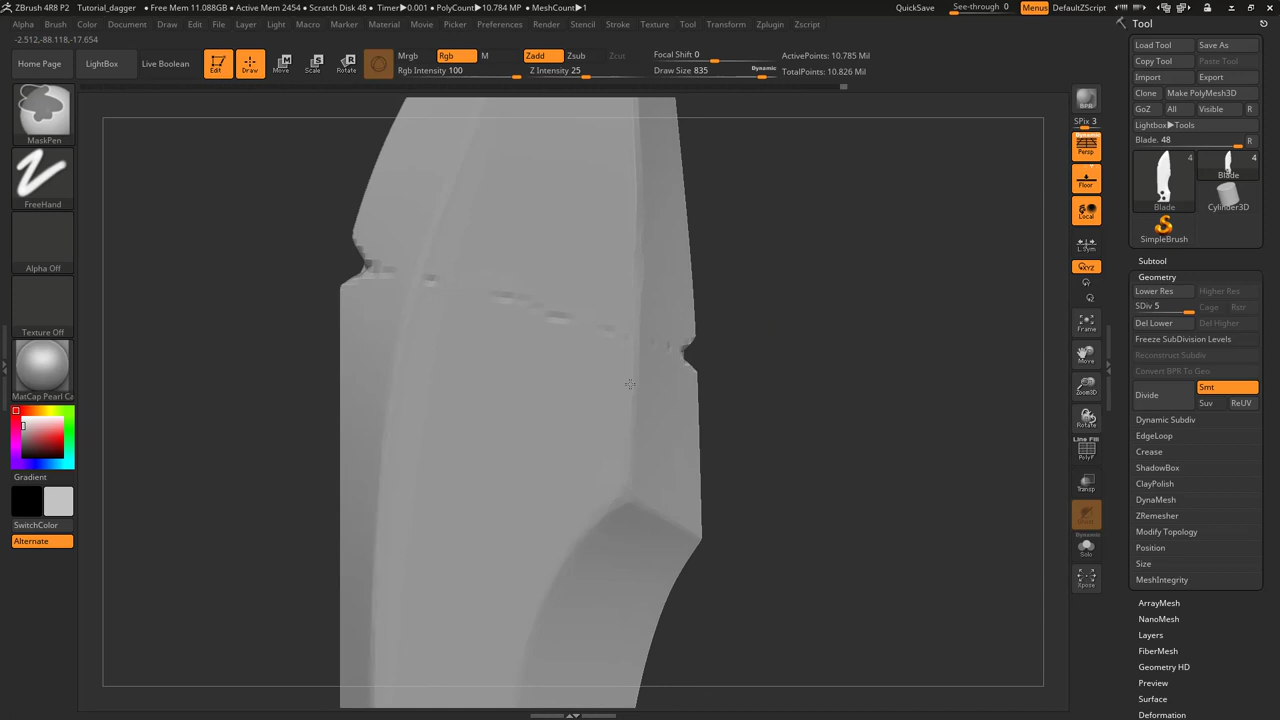 ZBrush 4R8 P2 Tutorial_dagger • Free Mem 11.088GB • Active Mem 2454 • Scratch Disk 48 • Timer▶0.001 • PolyCount▶10.784 MP • MeshCount▶1 QuickSave See-through 0 Menus DefaultZScript
Alpha Brush Color Document Draw Edit File Layer Light Macro Marker Material Movie Picker Preferences Render Stencil Stroke Texture Tool Transform Zplugin Zscript
-2.512,-88.118,-17.654
Home Page LightBox Live Boolean Edit Draw Move Scale Rotate
Mrgb Rgb M Zadd Zsub Zcut Focal Shift 0 ActivePoints: 10.785 Mil
Rgb Intensity 100 Z Intensity 25 Draw Size 835 Dynamic TotalPoints: 10.826 Mil
MaskPen
FreeHand
Alpha Off
Texture Off
MatCap Pearl Ca
Gradient
SwitchColor
Alternate
BPR
SPix 3
Dynamic
Persp
Floor
Local
L.Sym
XYZ
Frame
Move
Zoom3D
Rotate
Line Fill
PolyF
Transp
Dynamic
Solo
Xpose
Tool
Load Tool Save As
Copy Tool Paste Tool
Import Export
Clone Make PolyMesh3D
GoZ All Visible R
Lightbox▶Tools
Blade. 48 R
4 4
Blade
Blade Cylinder3D
SimpleBrush
Subtool
Geometry
Lower Res Higher Res
SDiv 5 Cage Rstr
Del Lower Del Higher
Freeze SubDivision Levels
Reconstruct Subdiv
Convert BPR To Geo
Divide Smt
Suv ReUV
Dynamic Subdiv
EdgeLoop
Crease
ShadowBox
ClayPolish
DynaMesh
ZRemesher
Modify Topology
Position
Size
MeshIntegrity
ArrayMesh
NanoMesh
Layers
FiberMesh
Geometry HD
Preview
Surface
Deformation